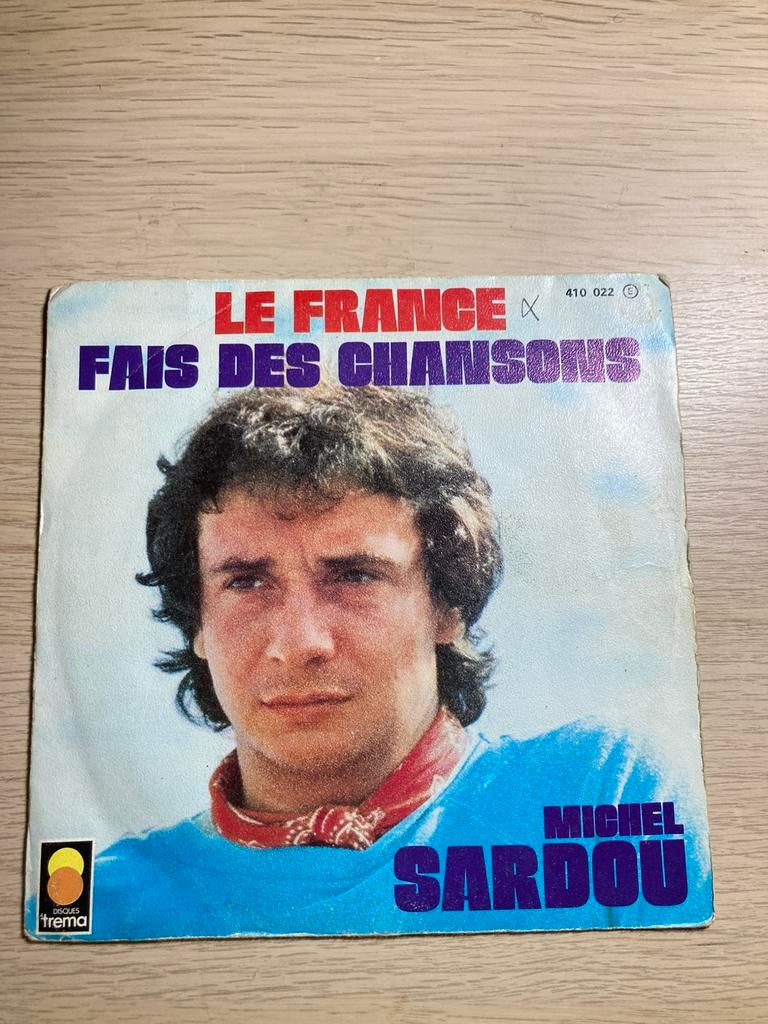 LE FRANCE
410 022 E
FAIS DES CHANSONS
MICHEL
SARDOU
DISQUES
trema